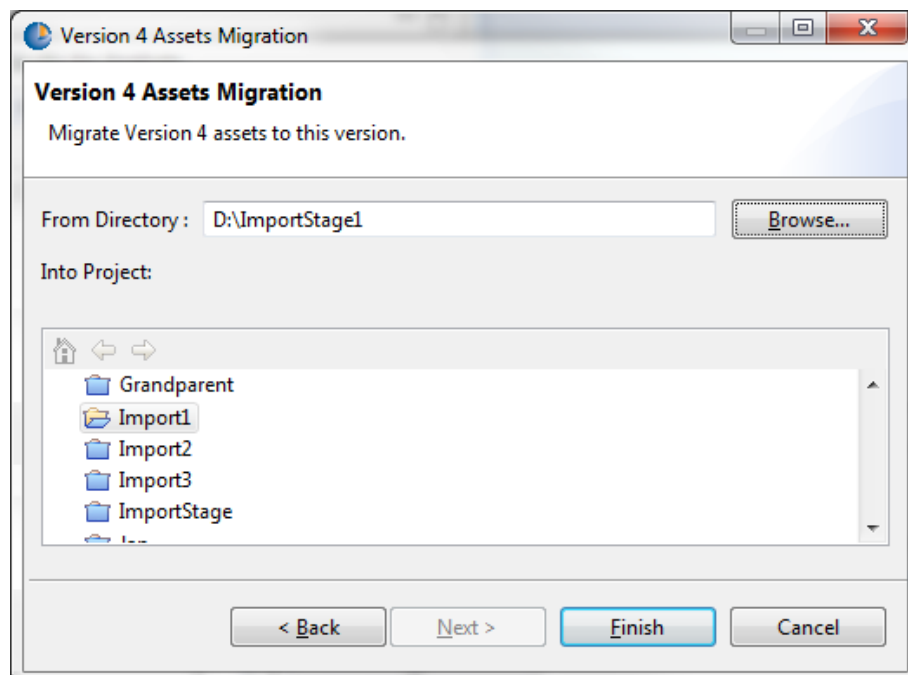 Version 4 Assets Migration
Version 4 Assets Migration
Migrate Version 4 assets to this version.
From Directory : D:\ImportStage1 Browse...
Into Project:
Grandparent
Import1
Import2
Import3
ImportStage
< Back Next > Finish Cancel